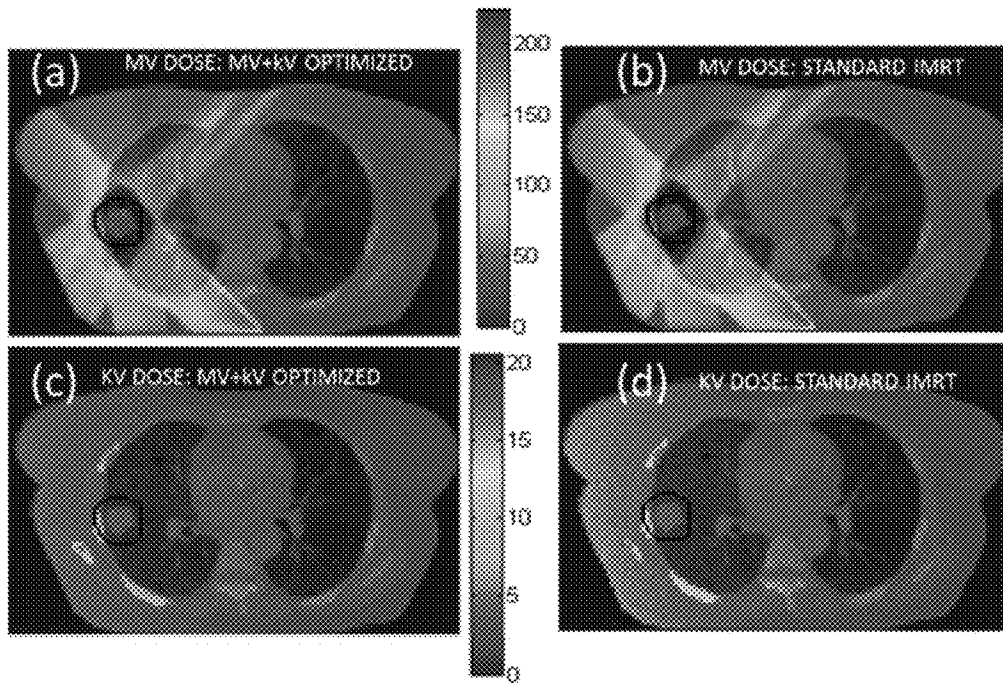 (a) MV DOSE: MV+kV OPTIMIZED
200
150
100
50
0
(b) MV DOSE: STANDARD IMRT
(c) KV DOSE: MV+kV OPTIMIZED
20
15
10
5
0
(d) KV DOSE: STANDARD IMRT